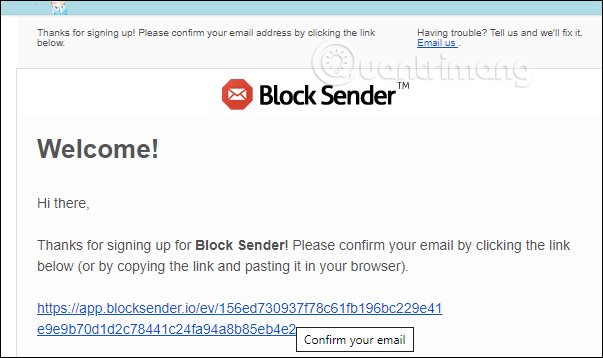 Thanks for signing up! Please confirm your email address by clicking the link
below.
Having trouble? Tell us and we'll fix it.
Email us .
Quantrimang
Block Sender™
Welcome!
Hi there,
Thanks for signing up for Block Sender! Please confirm your email by clicking the link
below (or by copying the link and pasting it in your browser).
https://app.blocksender.io/ev/156ed730937f78c61fb196bc229e41
e9e9b70d1d2c78441c24fa94a8b85eb4e2
Confirm your email